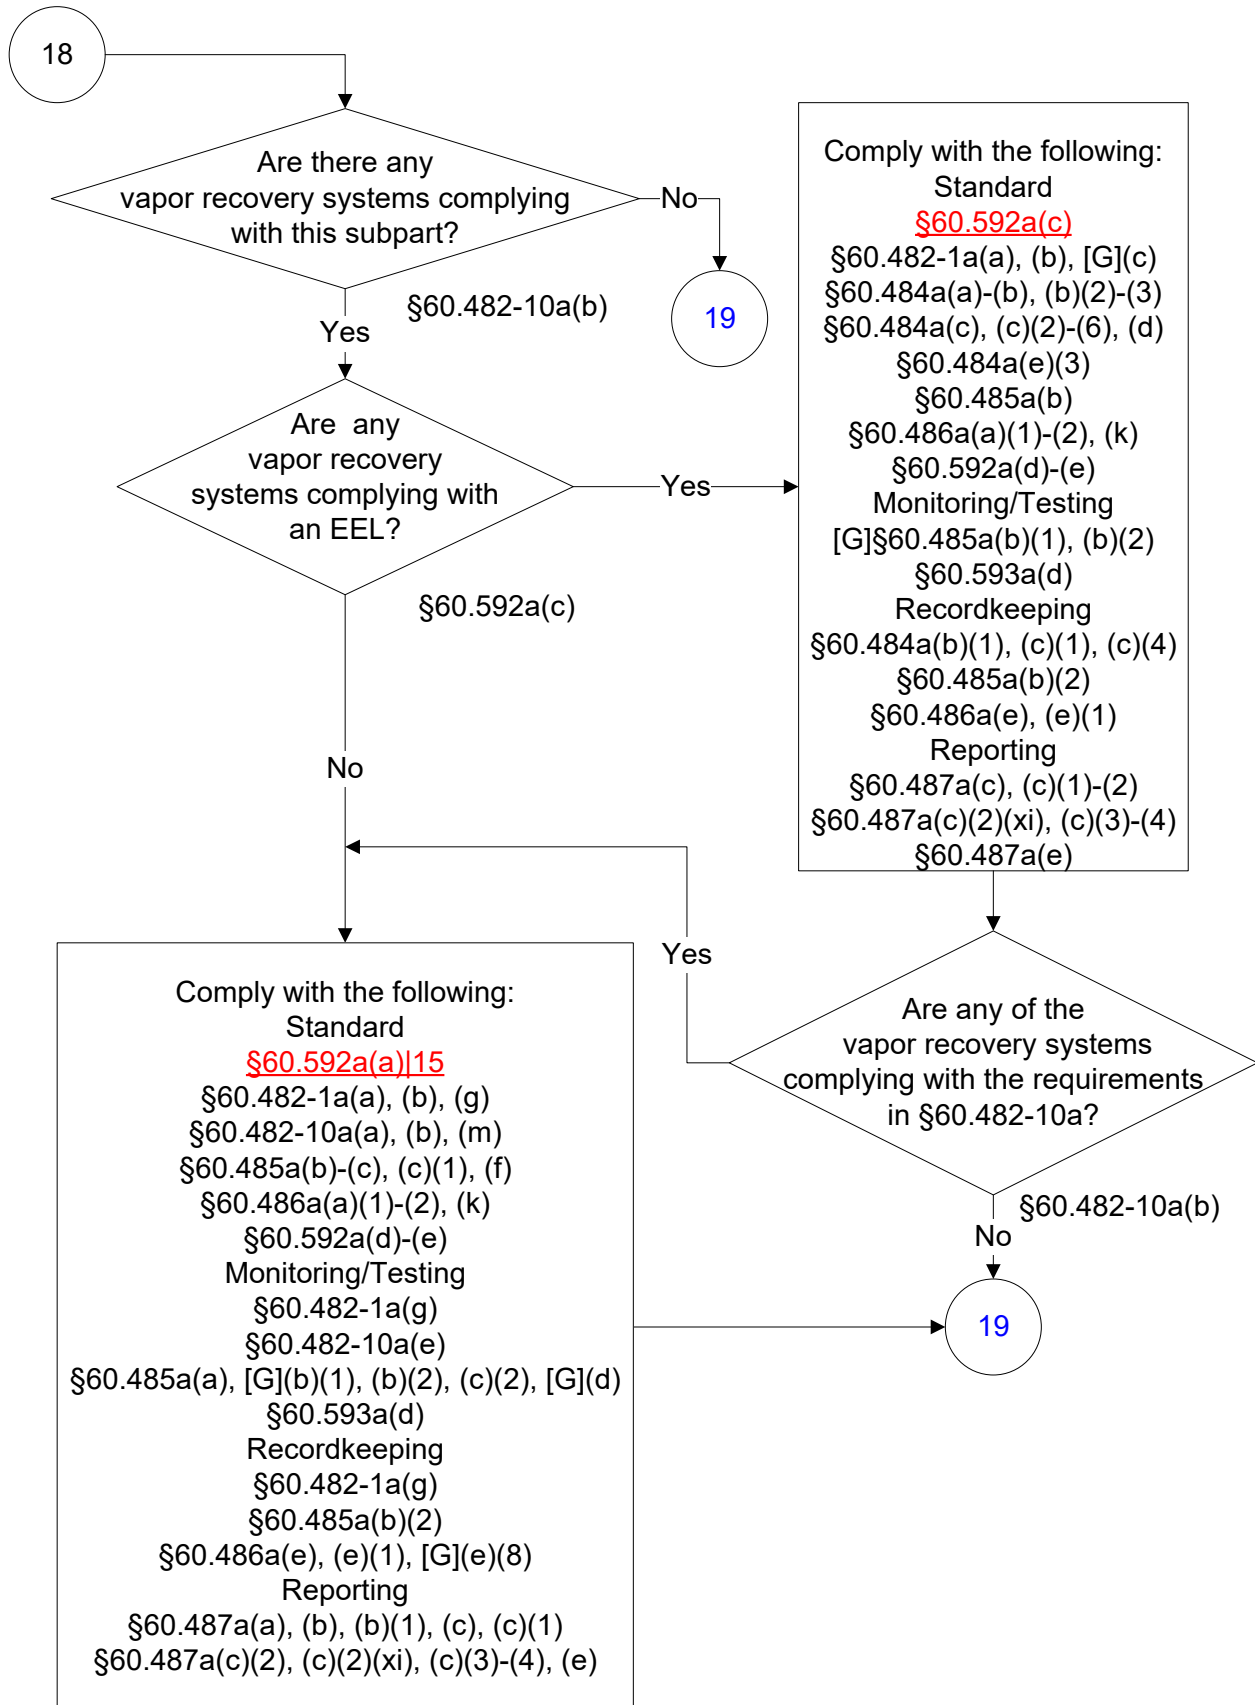 18
Are there any
vapor recovery systems complying
with this subpart?
No
19
§60.482-10a(b)
Yes
Are any
vapor recovery
systems complying with
an EEL?
Yes
§60.592a(c)
No
Comply with the following:
Standard
§60.592a(c)
§60.482-1a(a), (b), [G](c)
§60.484a(a)-(b), (b)(2)-(3)
§60.484a(c), (c)(2)-(6), (d)
§60.484a(e)(3)
§60.485a(b)
§60.486a(a)(1)-(2), (k)
§60.592a(d)-(e)
Monitoring/Testing
[G]§60.485a(b)(1), (b)(2)
§60.593a(d)
Recordkeeping
§60.484a(b)(1), (c)(1), (c)(4)
§60.485a(b)(2)
§60.486a(e), (e)(1)
Reporting
§60.487a(c), (c)(1)-(2)
§60.487a(c)(2)(xi), (c)(3)-(4)
§60.487a(e)
Yes
Are any of the
vapor recovery systems
complying with the requirements
in §60.482-10a?
§60.482-10a(b)
No
19
Comply with the following:
Standard
§60.592a(a)|15
§60.482-1a(a), (b), (g)
§60.482-10a(a), (b), (m)
§60.485a(b)-(c), (c)(1), (f)
§60.486a(a)(1)-(2), (k)
§60.592a(d)-(e)
Monitoring/Testing
§60.482-1a(g)
§60.482-10a(e)
§60.485a(a), [G](b)(1), (b)(2), (c)(2), [G](d)
§60.593a(d)
Recordkeeping
§60.482-1a(g)
§60.485a(b)(2)
§60.486a(e), (e)(1), [G](e)(8)
Reporting
§60.487a(a), (b), (b)(1), (c), (c)(1)
§60.487a(c)(2), (c)(2)(xi), (c)(3)-(4), (e)